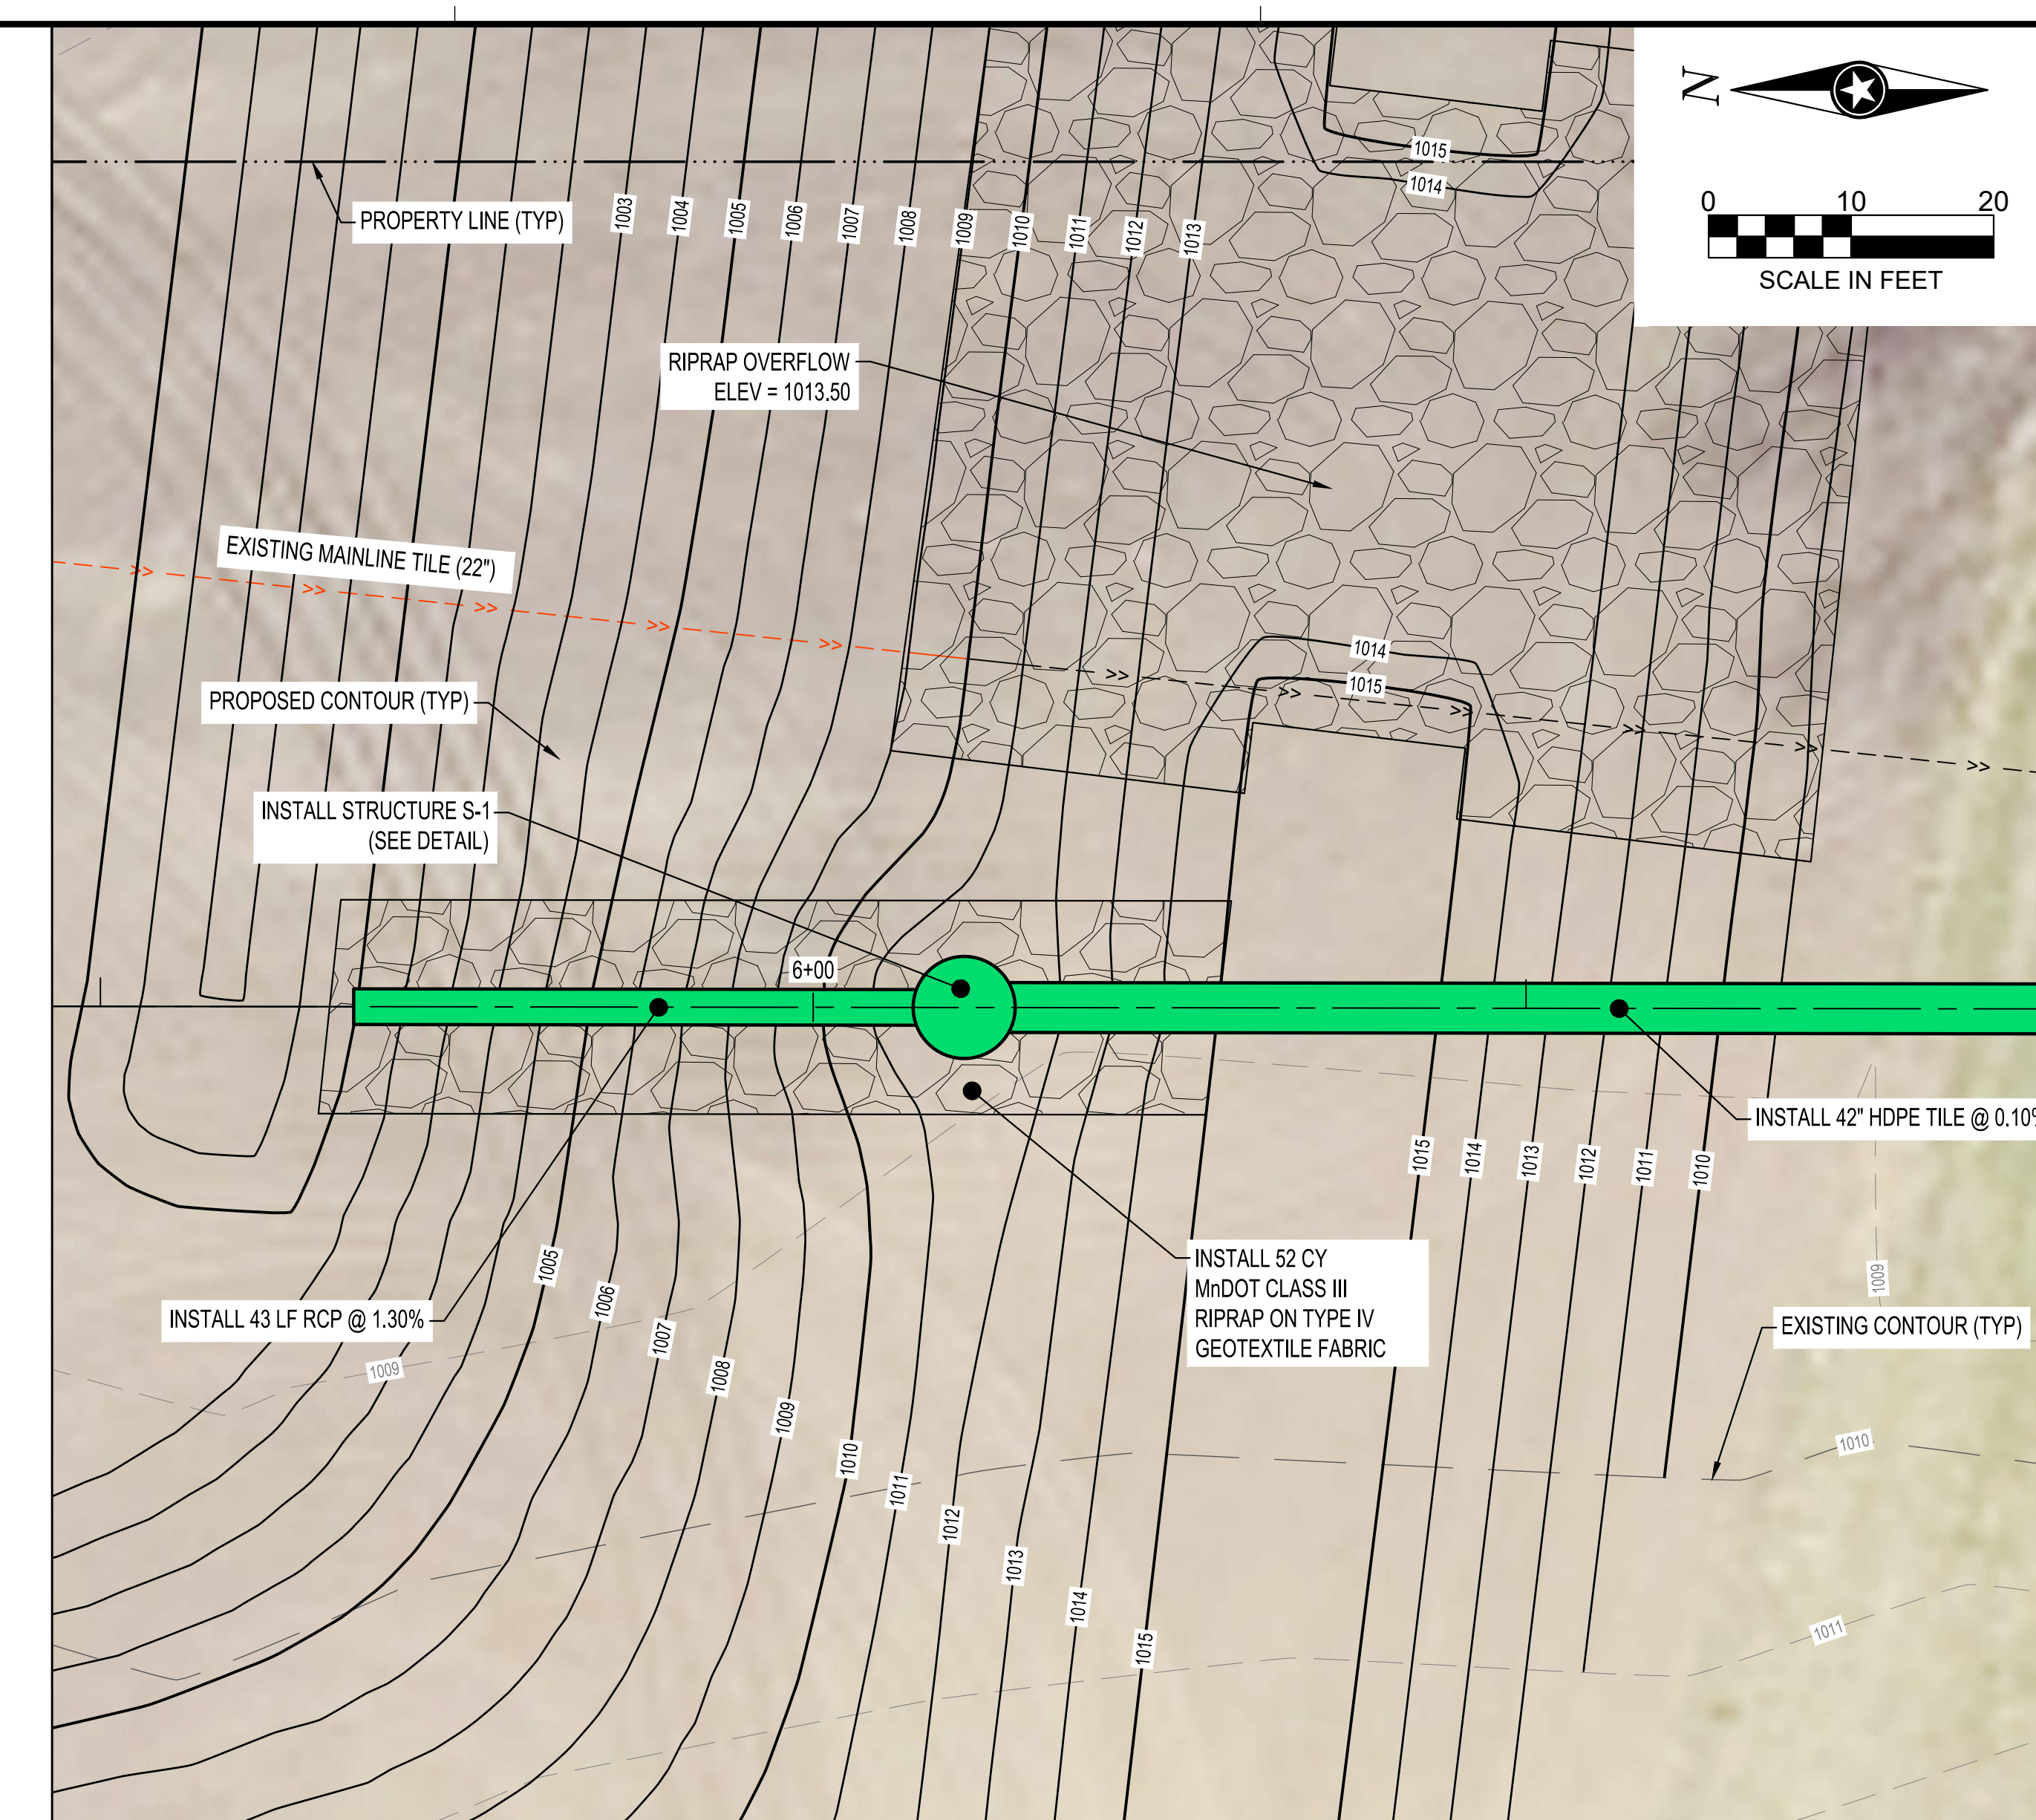 N
0 10 20
SCALE IN FEET
1015
1014
PROPERTY LINE (TYP)
1003 1004 1005 1006 1007 1008 1009 1010 1011 1012 1013
RIPRAP OVERFLOW
ELEV = 1013.50
EXISTING MAINLINE TILE (22")
>> >> >> >> >> >> >> >> >> >> >>
1014
1015
PROPOSED CONTOUR (TYP)
INSTALL STRUCTURE S-1
(SEE DETAIL)
6+00
INSTALL 42" HDPE TILE @ 0.10%
1015 1014 1013 1012 1011 1010
1009
INSTALL 52 CY
MnDOT CLASS III
RIPRAP ON TYPE IV
GEOTEXTILE FABRIC
INSTALL 43 LF RCP @ 1.30%
EXISTING CONTOUR (TYP)
1009
1005 1006 1007 1008 1009 1010 1011 1012 1013 1014 1015
1010
1011